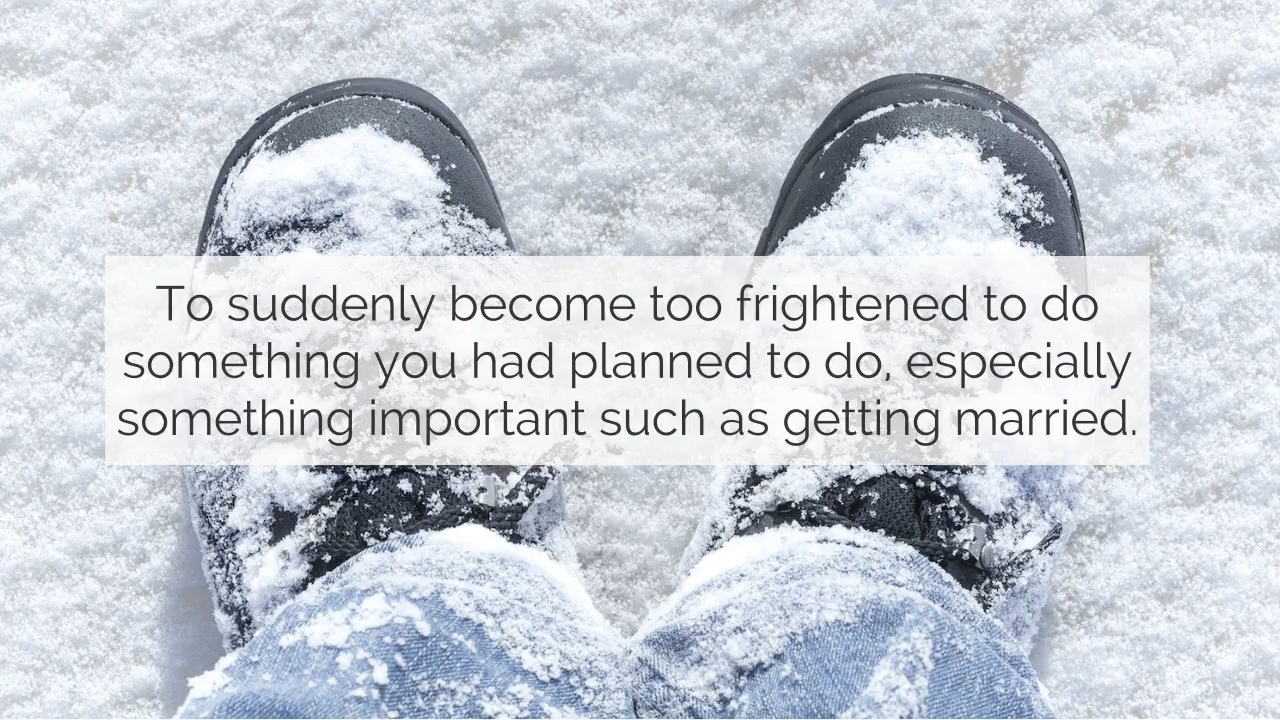 To suddenly become too frightened to do
something you had planned to do, especially
something important such as getting married.